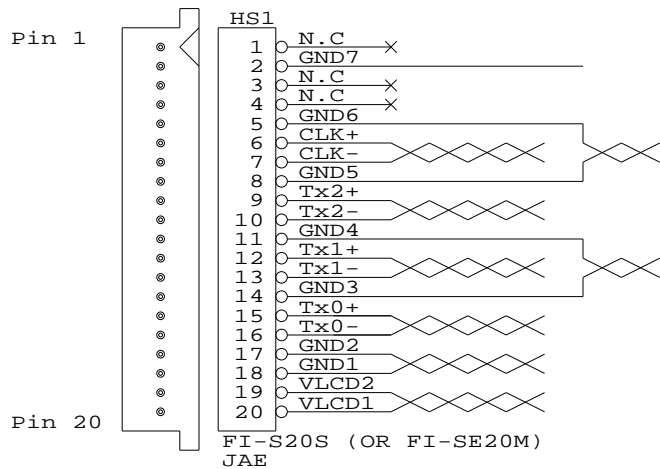 HS1
Pin 1
1 N.C
2 GND7
3 N.C
4 N.C
5 GND6
6 CLK+
7 CLK-
8 GND5
9 Tx2+
10 Tx2-
11 GND4
12 Tx1+
13 Tx1-
14 GND3
15 Tx0+
16 Tx0-
17 GND2
18 GND1
19 VLCD2
20 VLCD1
Pin 20
FI-S20S (OR FI-SE20M)
JAE